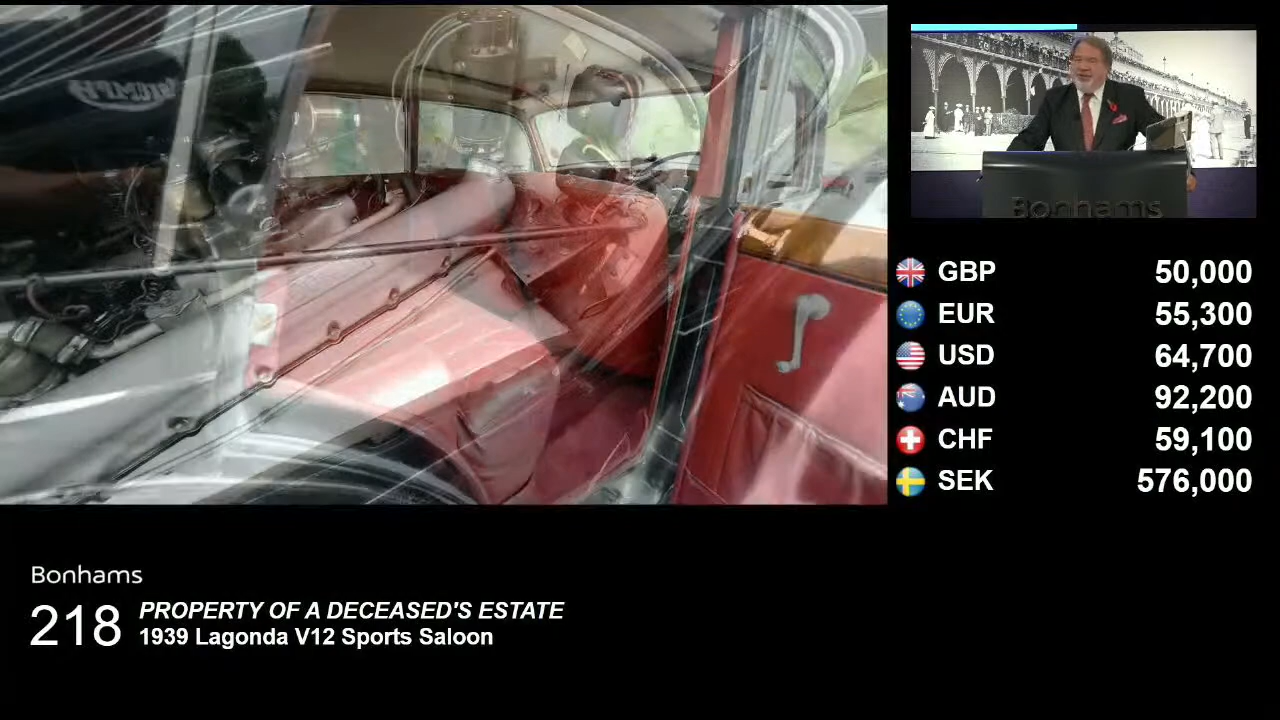 Bonhams
GBP 50,000
EUR 55,300
USD 64,700
AUD 92,200
CHF 59,100
SEK 576,000
Bonhams
218
PROPERTY OF A DECEASED'S ESTATE
1939 Lagonda V12 Sports Saloon